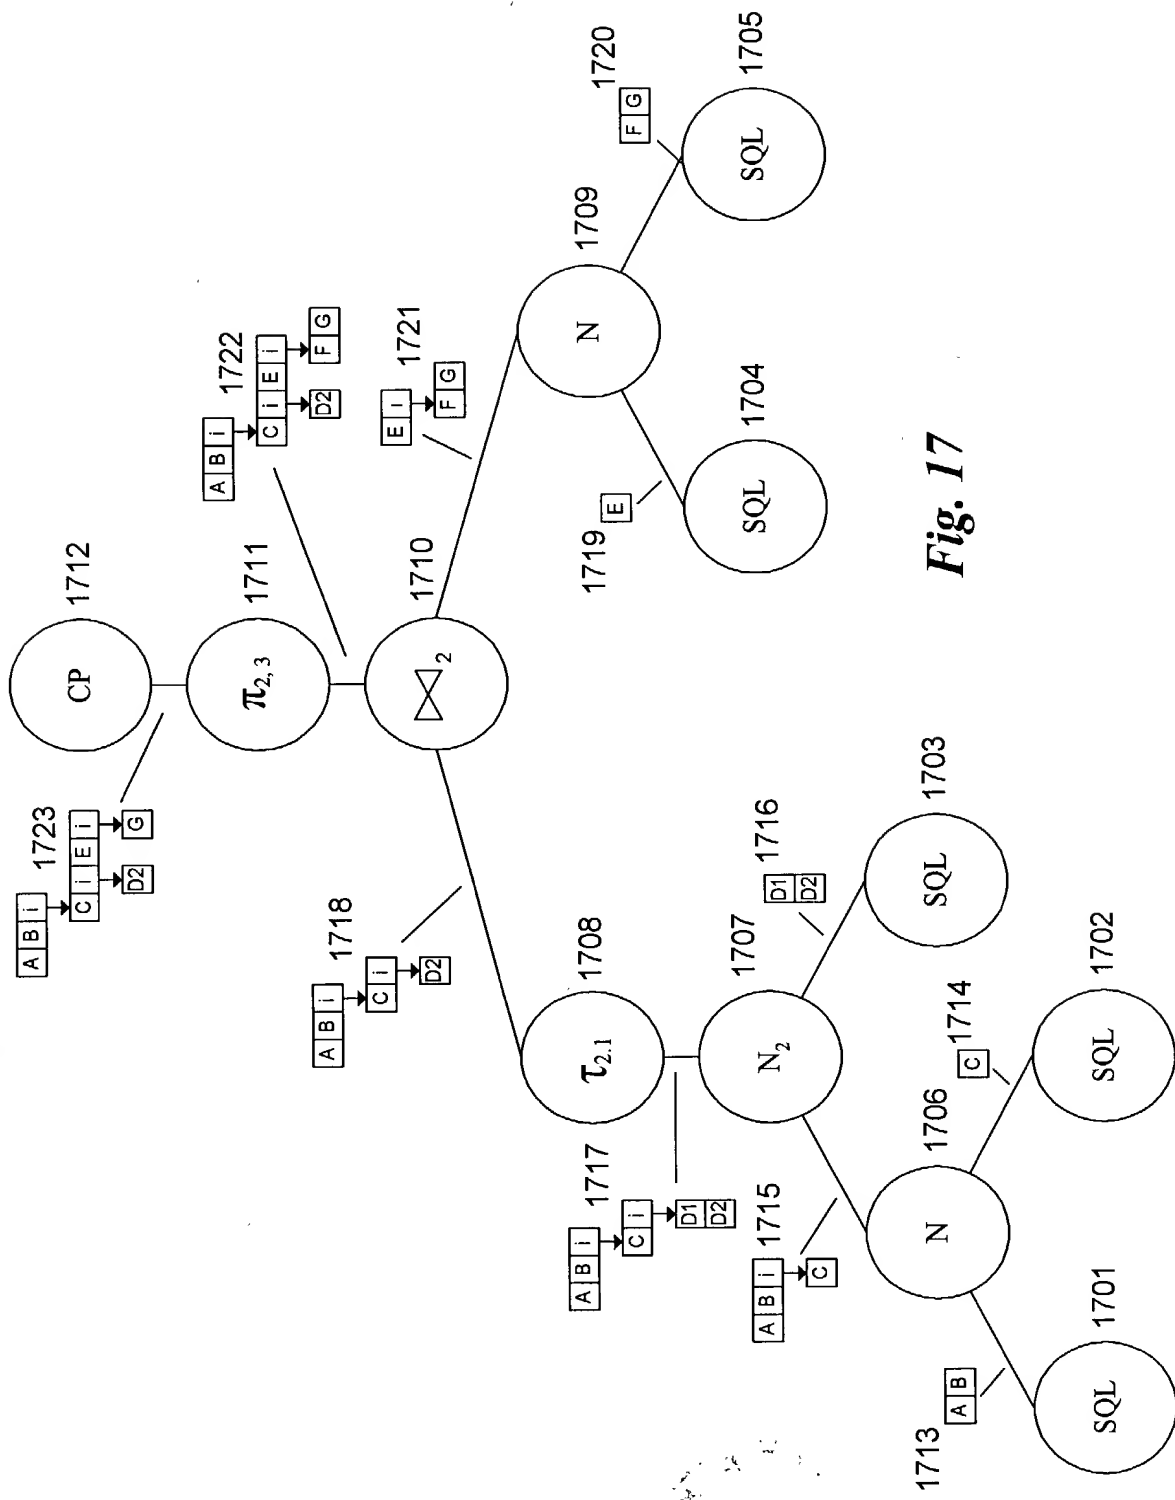 CP
1712
1723
A B i
C i E i
D2
G
π2,3
1711
1722
A B i
C i E i
D2
F G
⋈2
1710
1718
A B i
C i
D2
1721
E i
F G
τ2.1
1708
N
1709
1717
A B i
C i
D1
D2
1719
E
1720
F G
N2
1707
SQL
1704
SQL
1705
1715
A B i
C
1716
D1
D2
N
1706
SQL
1703
1713
A B
1714
C
SQL
1701
SQL
1702
Fig. 17